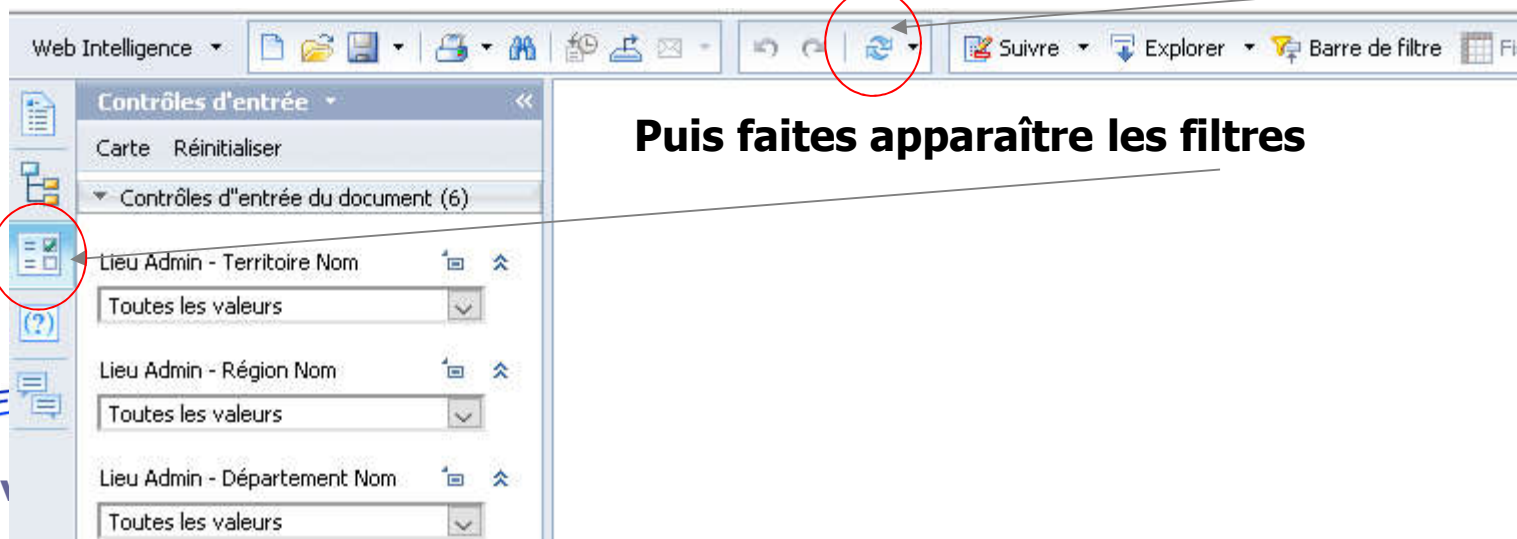 Web Intelligence Suivre Explorer Barre de filtre Fi
Contrôles d'entrée
Carte Réinitialiser
Puis faites apparaître les filtres
Contrôles d"entrée du document (6)
Lieu Admin - Territoire Nom
Toutes les valeurs
Lieu Admin - Région Nom
Toutes les valeurs
Lieu Admin - Département Nom
Toutes les valeurs